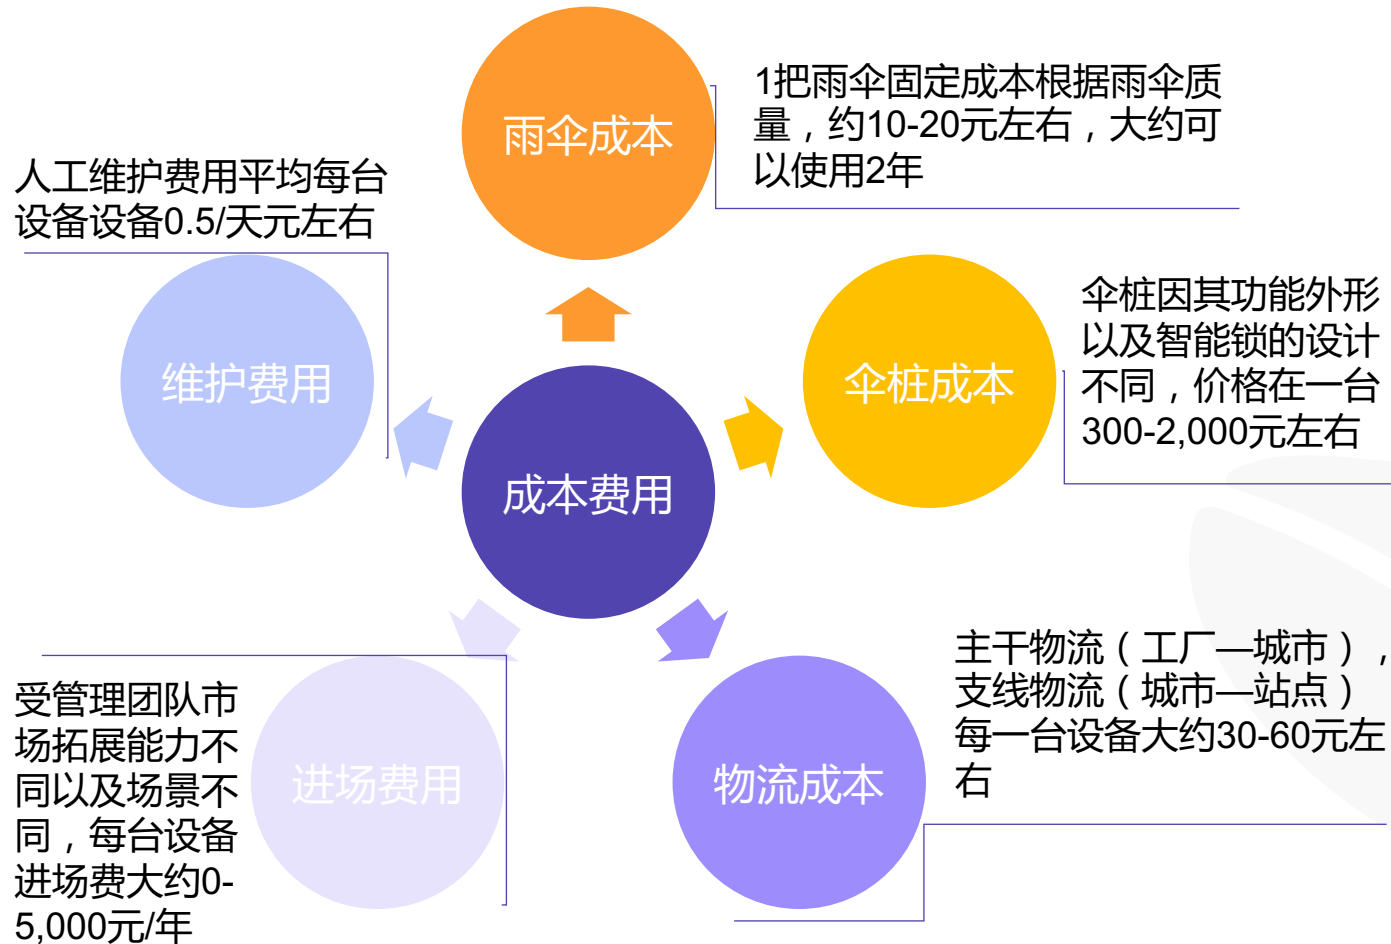 雨伞成本
1把雨伞固定成本根据雨伞质
量，约10-20元左右，大约可
以使用2年
人工维护费用平均每台
设备设备0.5/天元左右
维护费用
伞桩成本
伞桩因其功能外形
以及智能锁的设计
不同，价格在一台
300-2,000元左右
成本费用
受管理团队市
场拓展能力不
同以及场景不
同，每台设备
进场费大约0-
5,000元/年
进场费用
物流成本
主干物流（工厂—城市），
支线物流（城市—站点）
每一台设备大约30-60元左
右